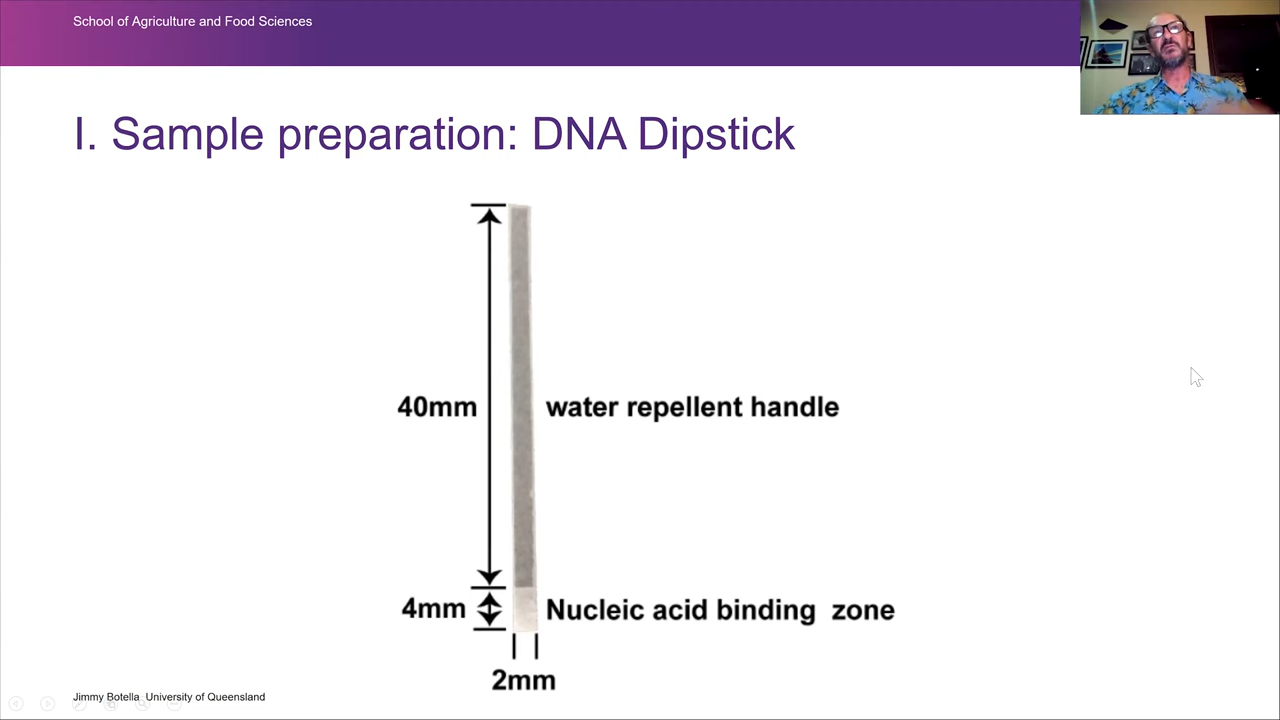 School of Agriculture and Food Sciences
I. Sample preparation: DNA Dipstick
40mm
water repellent handle
4mm
Nucleic acid binding zone
2mm
Jimmy Botella University of Queensland